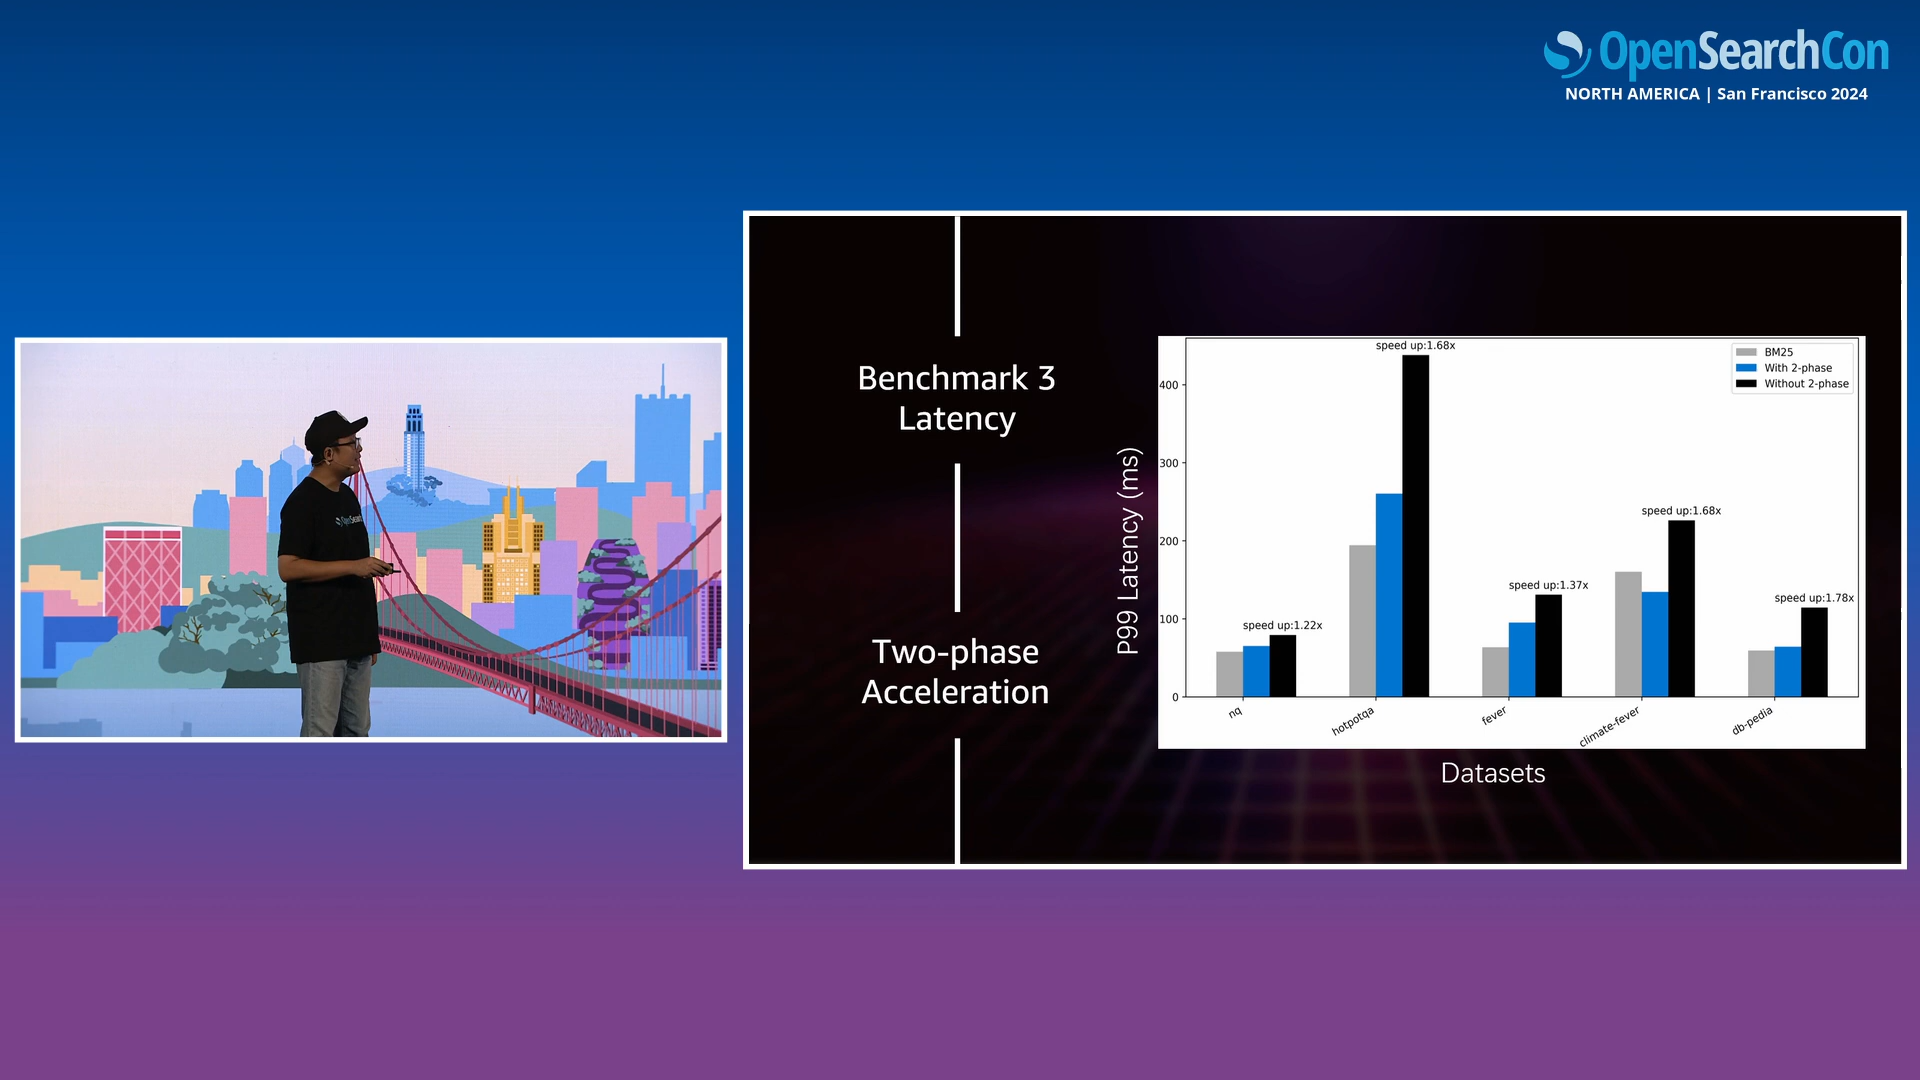 OpenSearchCon
NORTH AMERICA | San Francisco 2024
Benchmark 3
Latency
Two-phase
Acceleration
P99 Latency (ms)
400
300
200
100
0
speed up:1.22x
speed up:1.68x
speed up:1.37x
speed up:1.68x
speed up:1.78x
BM25
With 2-phase
Without 2-phase
nq
hotpotqa
fever
climate-fever
db-pedia
Datasets